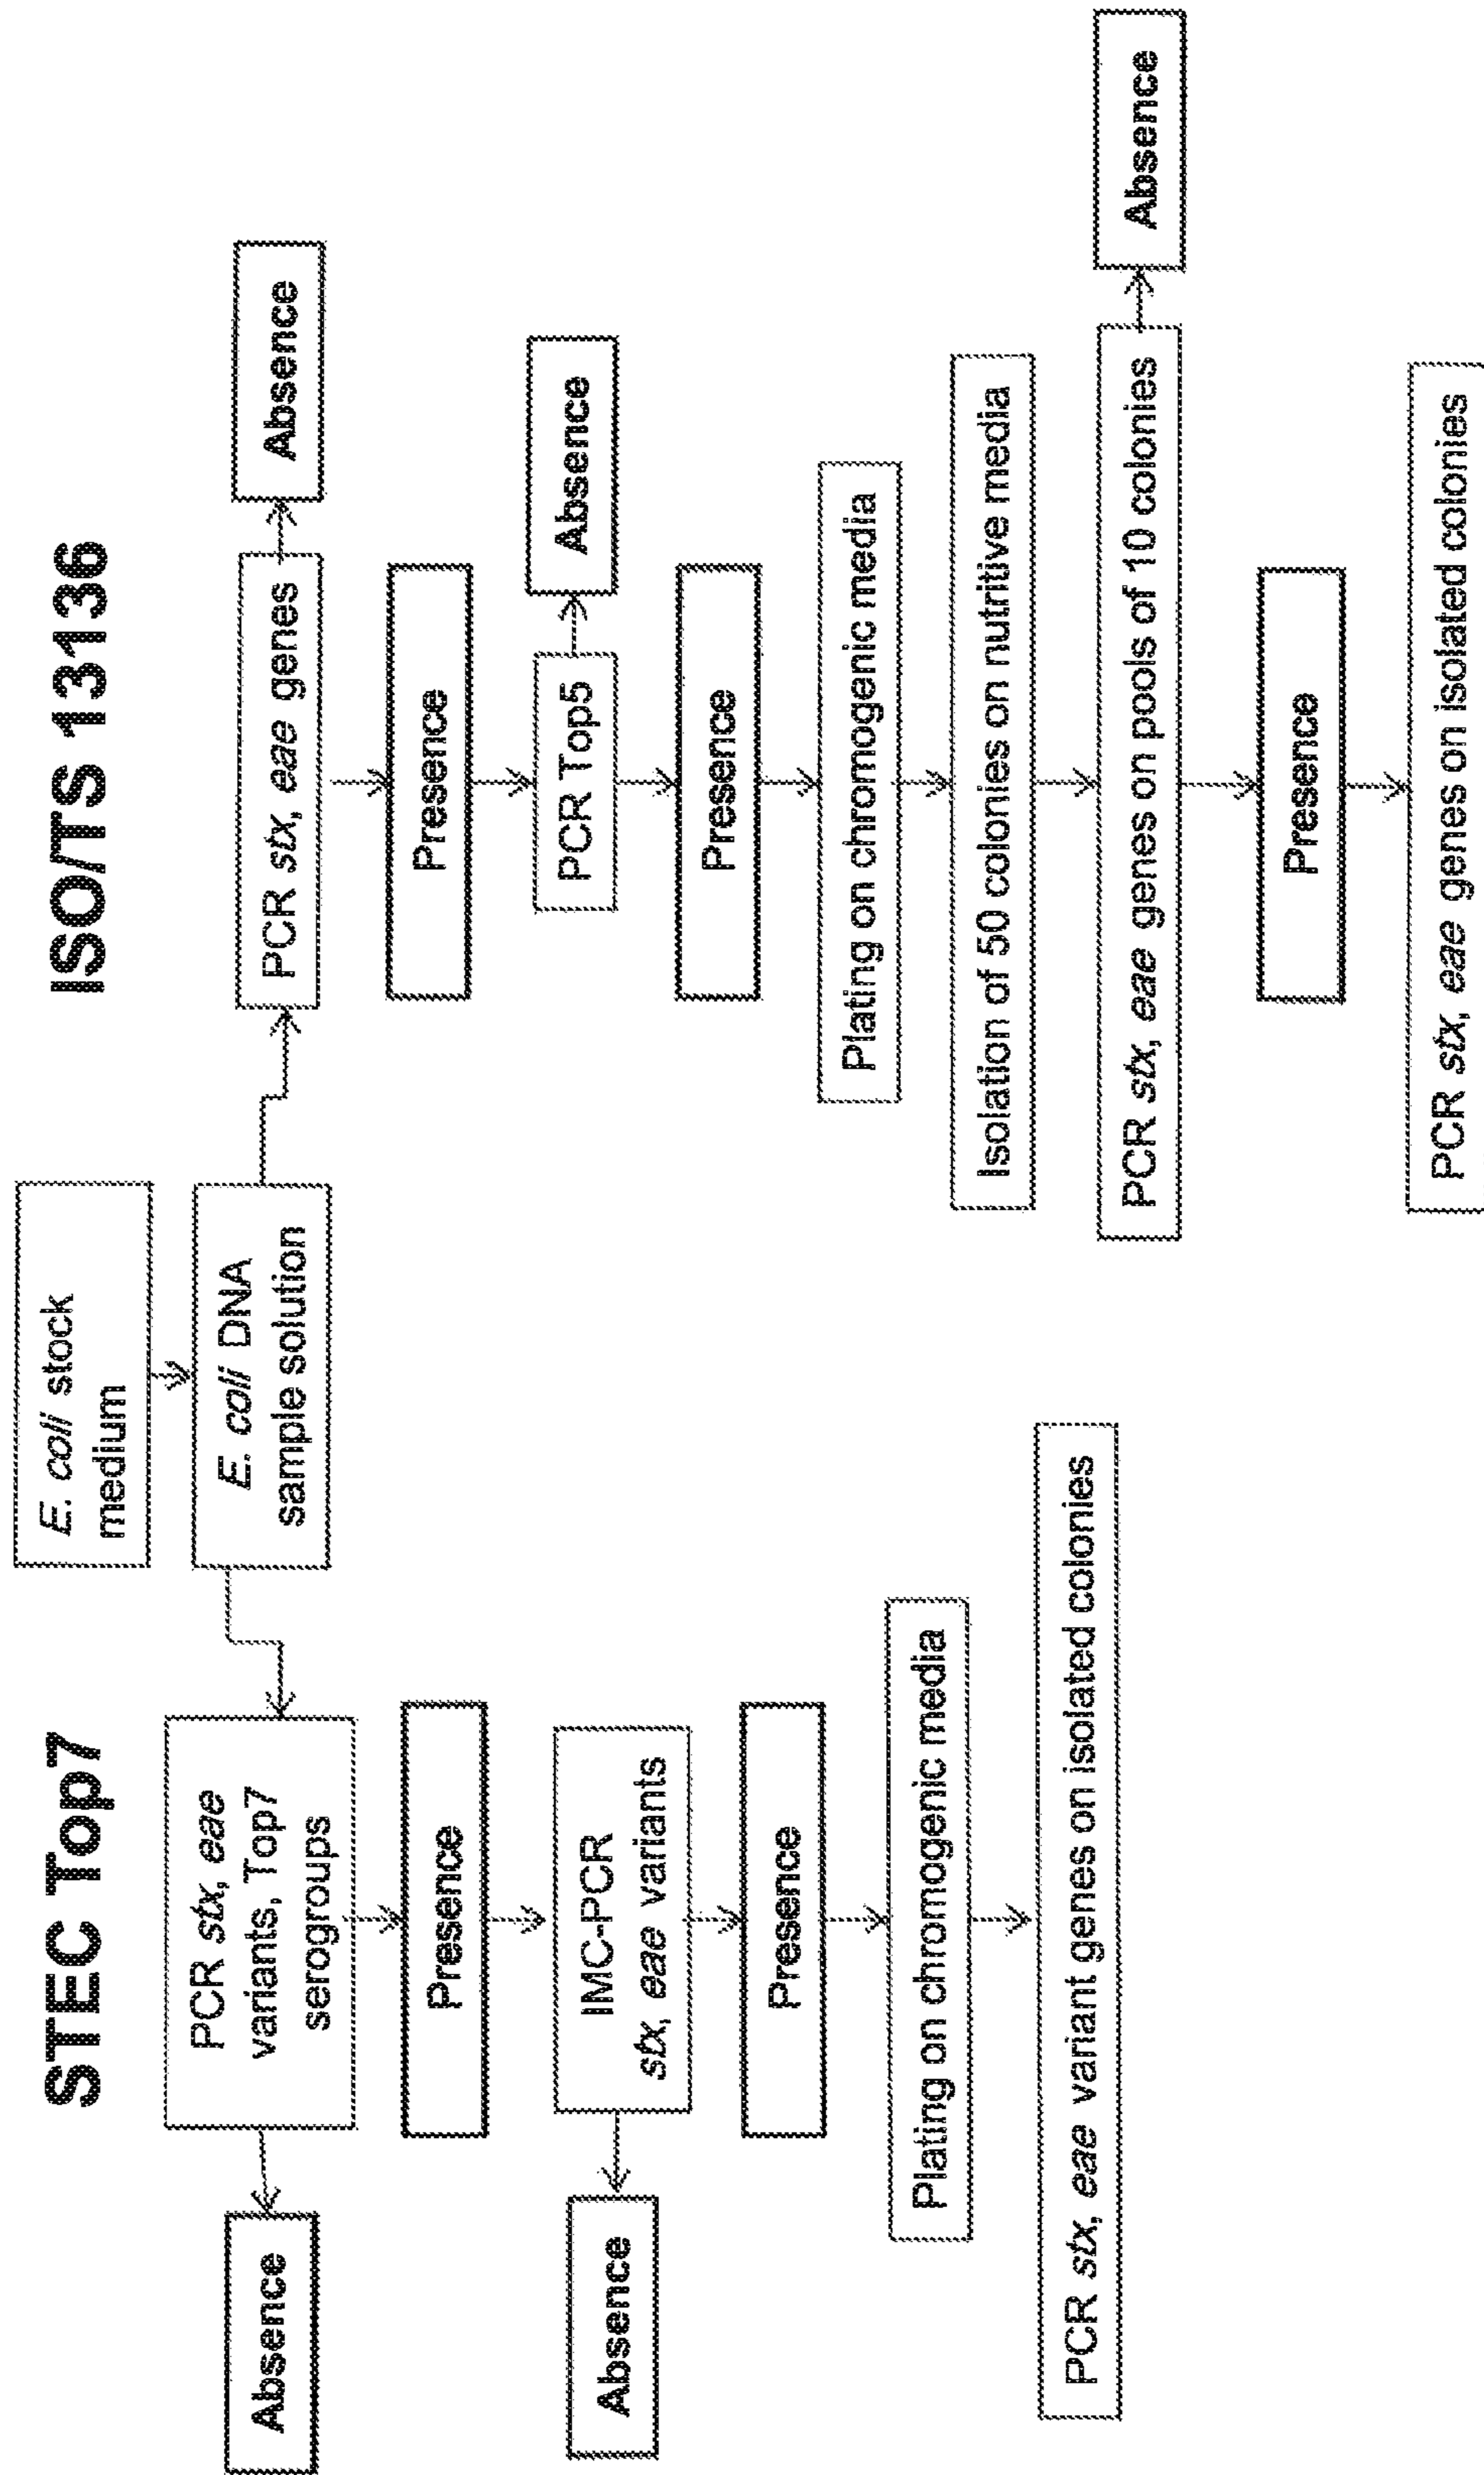 STEC Top7
ISO/TS 13136
E. coli stock
medium
E. coli DNA
sample solution
PCR stx, eae
variants, Top7
serogroups
Absence
Presence
IMC-PCR
stx, eae variants
Absence
Presence
Plating on chromogenic media
PCR stx, eae variant genes on isolated colonies
PCR stx, eae genes
Absence
Presence
PCR Top5
Absence
Presence
Plating on chromogenic media
Isolation of 50 colonies on nutritive media
PCR stx, eae genes on pools of 10 colonies
Absence
Presence
PCR stx, eae genes on isolated colonies